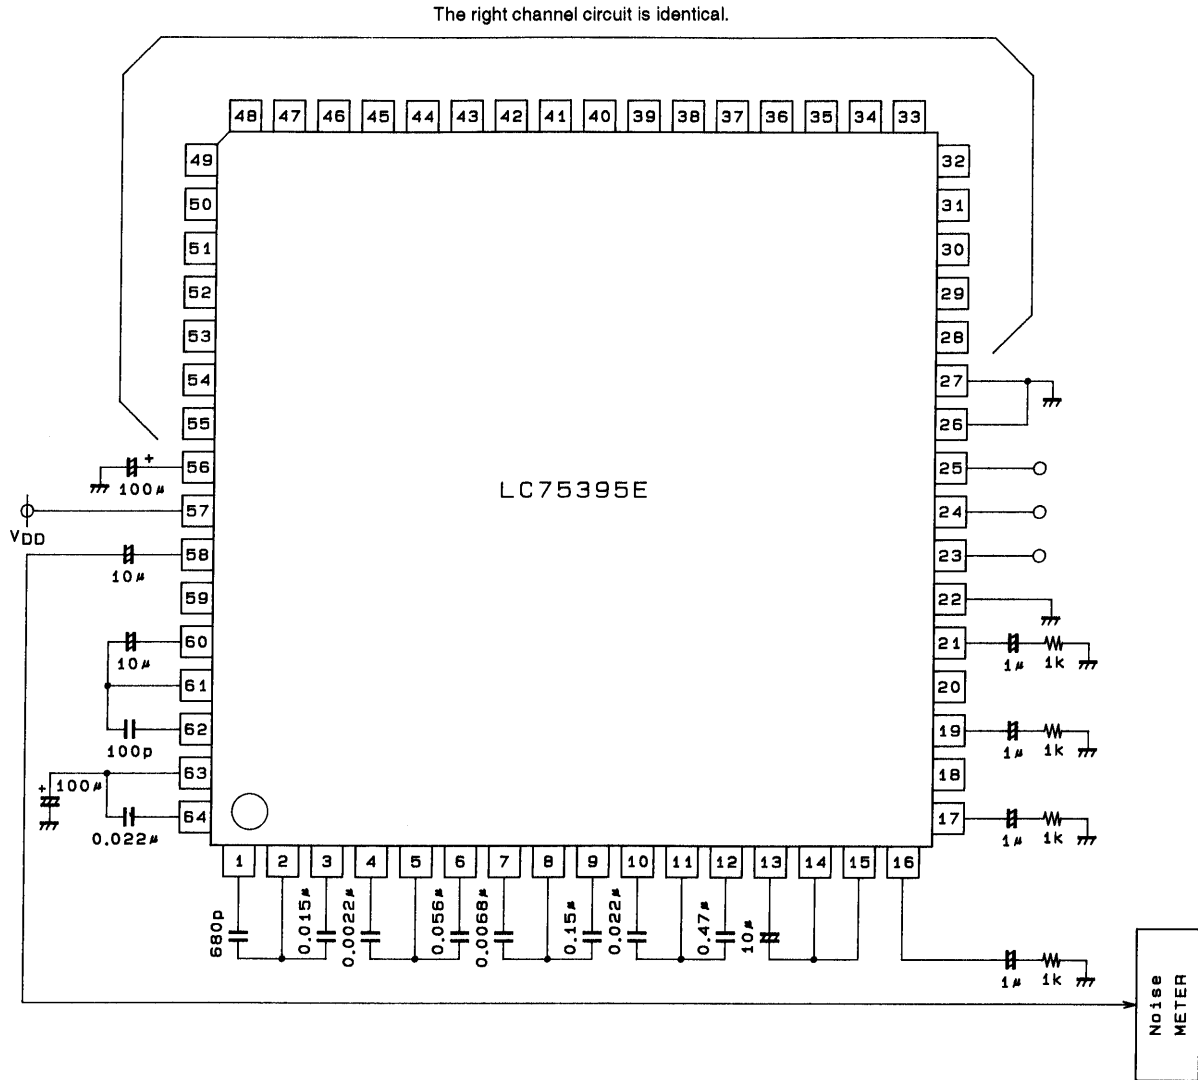 The right channel circuit is identical.
48 47 46 45 44 43 42 41 40 39 38 37 36 35 34 33
49 32
50 31
51 30
52 29
53 28
54 27
55 26
56 25
+
100µ
LC75395E
57 24
VDD
58 23
10µ
59 22
60 21
10µ 1µ 1k
61 20
62 19
100p 1µ 1k
63 18
+ 100µ
64 17
0.022µ 1µ 1k
1 2 3 4 5 6 7 8 9 10 11 12 13 14 15 16
680p 0.015µ 0.0022µ 0.056µ 0.0068µ 0.15µ 0.022µ 0.47µ 10µ
1µ 1k
Noise
METER